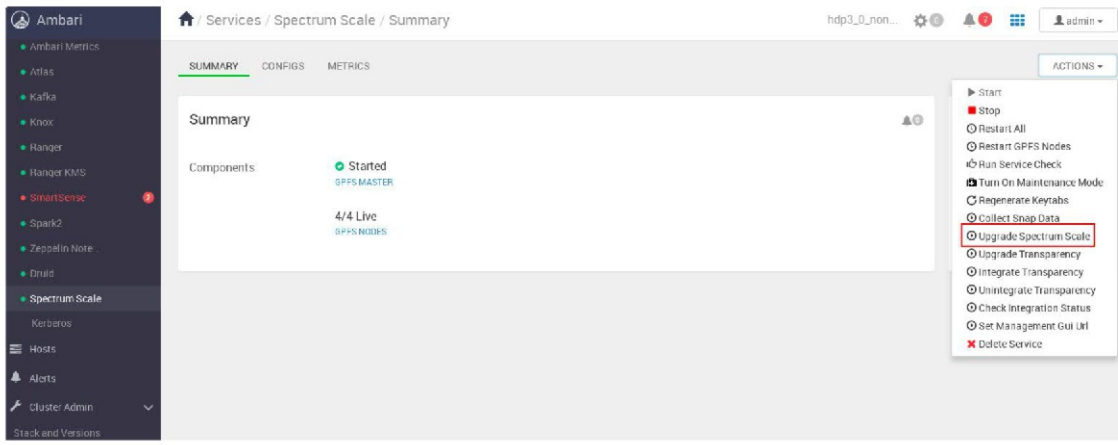 Ambari
/ Services / Spectrum Scale / Summary
hdp3_0_non...
0
7
admin
Ambari Metrics
Atlas
Kafka
Knox
Ranger
Ranger KMS
SmartSense
2
Spark2
Zeppelin Note...
Druid
Spectrum Scale
Kerberos
Hosts
Alerts
Cluster Admin
Stack and Versions
SUMMARY
CONFIGS
METRICS
ACTIONS
Summary
0
Components
Started
GPFS MASTER
4/4 Live
GPFS NODES
Start
Stop
Restart All
Restart GPFS Nodes
Run Service Check
Turn On Maintenance Mode
Regenerate Keytabs
Collect Snap Data
Upgrade Spectrum Scale
Upgrade Transparency
Integrate Transparency
Unintegrate Transparency
Check Integration Status
Set Management Gui Url
Delete Service